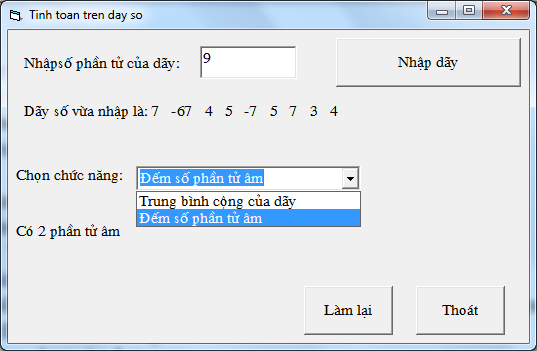 Tinh toan tren day so
Nhậpsố phần tử của dãy: 9 Nhập dãy
Dãy số vừa nhập là: 7 -67 4 5 -7 5 7 3 4
Chọn chức năng: Đếm số phần tử âm
Trung bình cộng của dãy
Đếm số phần tử âm
Có 2 phần tử âm
Làm lại Thoát